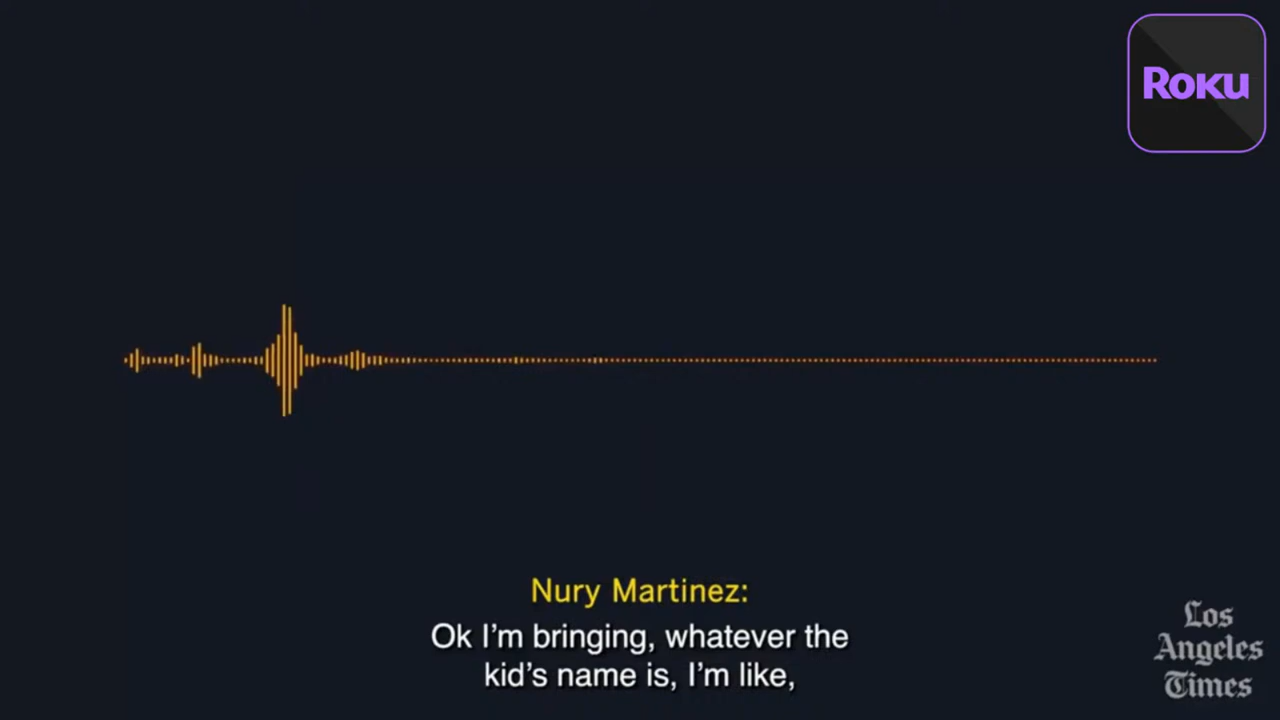 Roku
Nury Martinez:
Ok I'm bringing, whatever the
kid's name is, I'm like,
Los
Angeles
Times